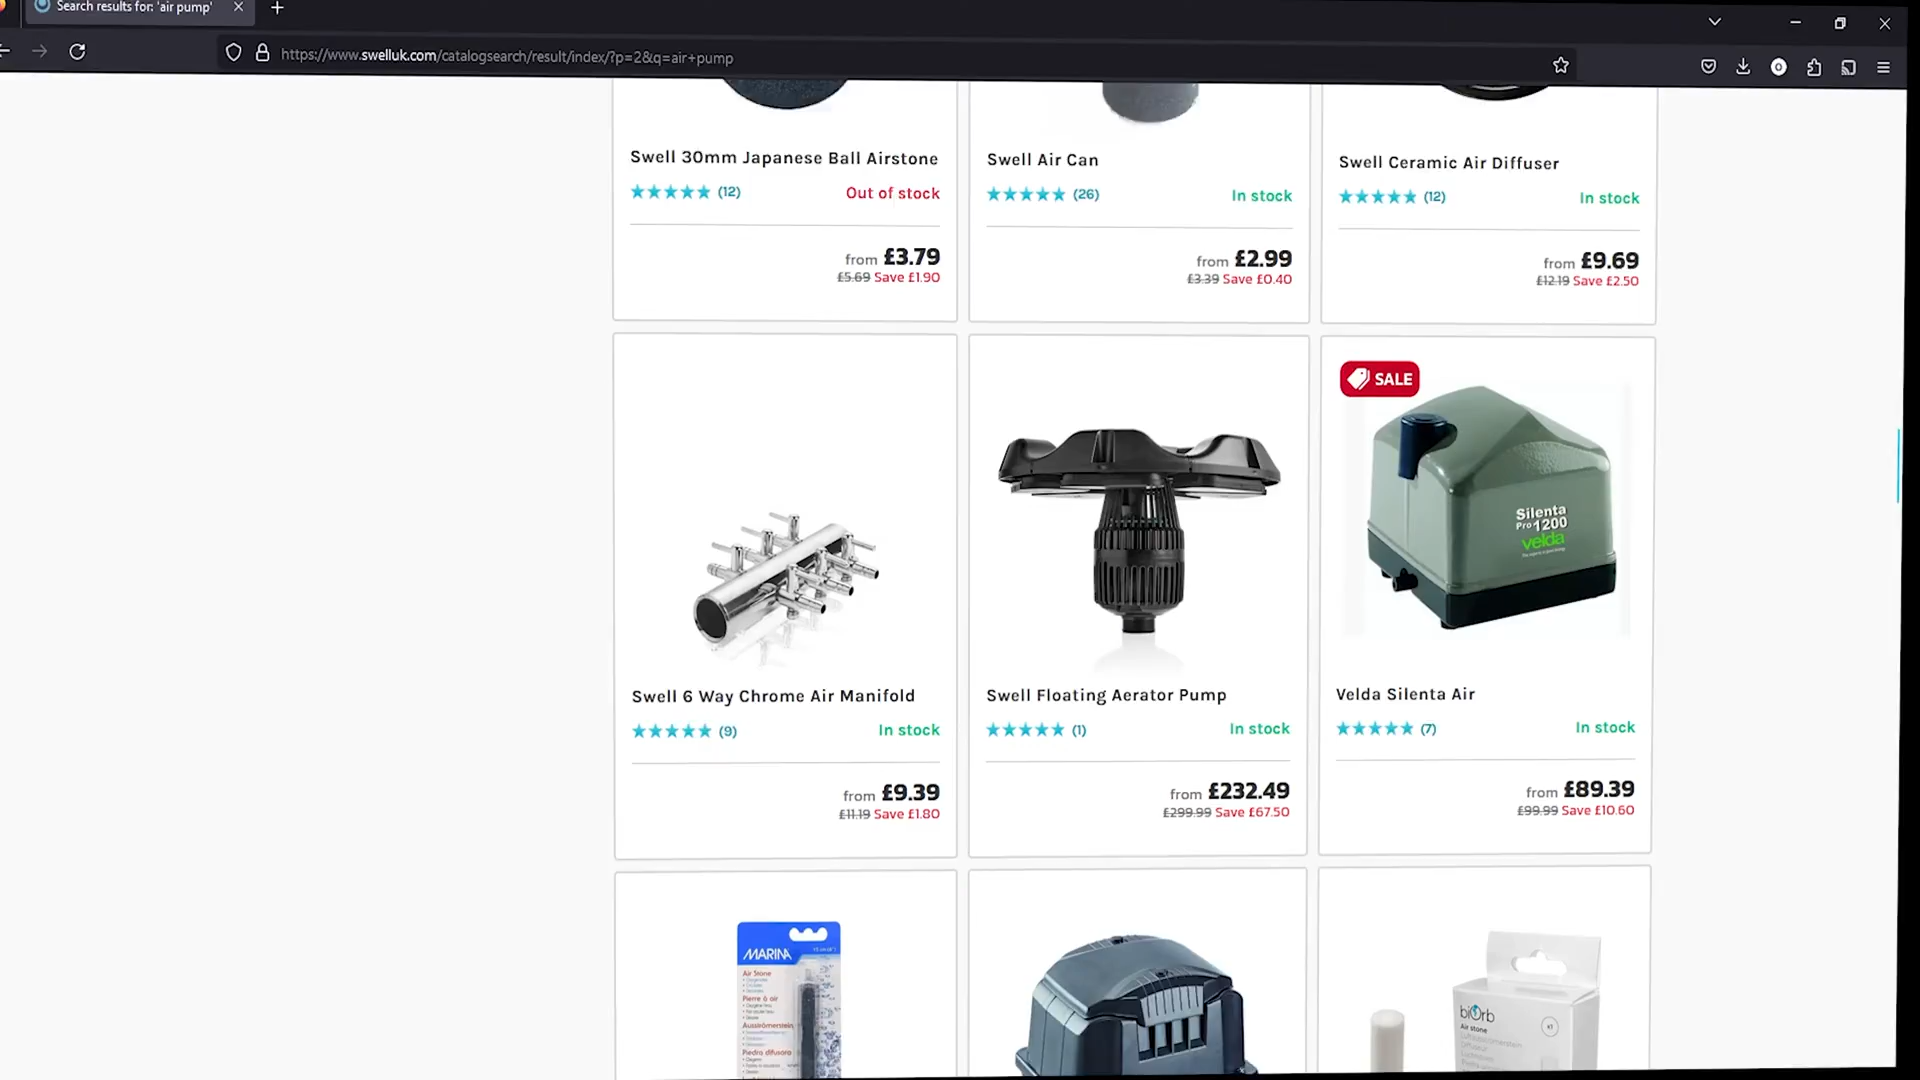 Search results for: 'air pump'
https://www.swelluk.com/catalogsearch/result/index/?p=2&q=air+pump
Swell 30mm Japanese Ball Airstone
(12)
Out of stock
from £3.79
£5.69 Save £1.90
Swell Air Can
(26)
In stock
from £2.99
£3.39 Save £0.40
Swell Ceramic Air Diffuser
(12)
In stock
from £9.69
£12.19 Save £2.50
Swell 6 Way Chrome Air Manifold
(9)
In stock
from £9.39
£11.19 Save £1.80
Swell Floating Aerator Pump
(1)
In stock
from £232.49
£299.99 Save £67.50
SALE
Silenta
Pro 1200
velda
Velda Silenta Air
(7)
In stock
from £89.39
£99.99 Save £10.60
MARINA
Air Stone
Pierre à air
Aussirömerstein
Piedra difusora
biOrb
Air stone
x1